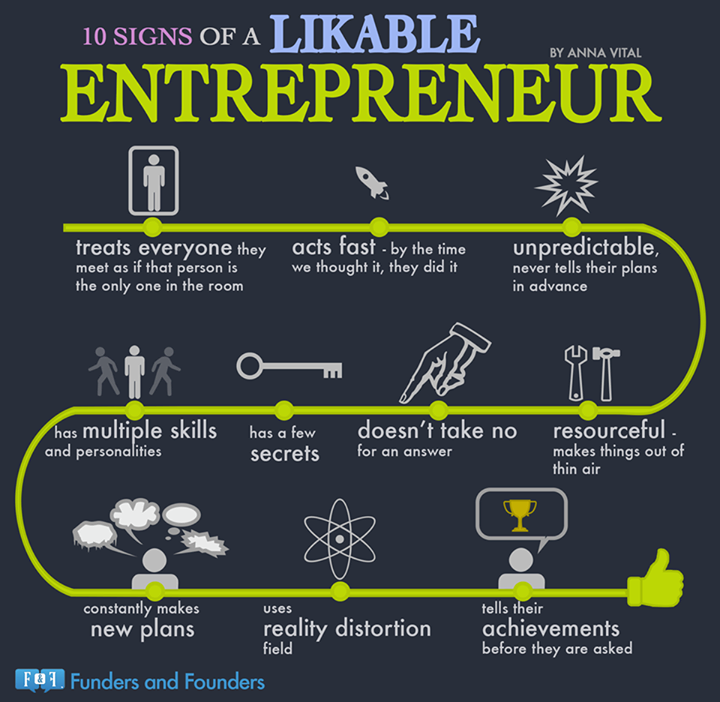 10 SIGNS OF A LIKABLE
BY ANNA VITAL
ENTREPRENEUR
treats everyone they
meet as if that person is
the only one in the room
acts fast - by the time
we thought it, they did it
unpredictable,
never tells their plans
in advance
has multiple skills
and personalities
has a few
secrets
doesn't take no
for an answer
resourceful -
makes things out of
thin air
constantly makes
new plans
uses
reality distortion
field
tells their
achievements
before they are asked
F&F. Funders and Founders